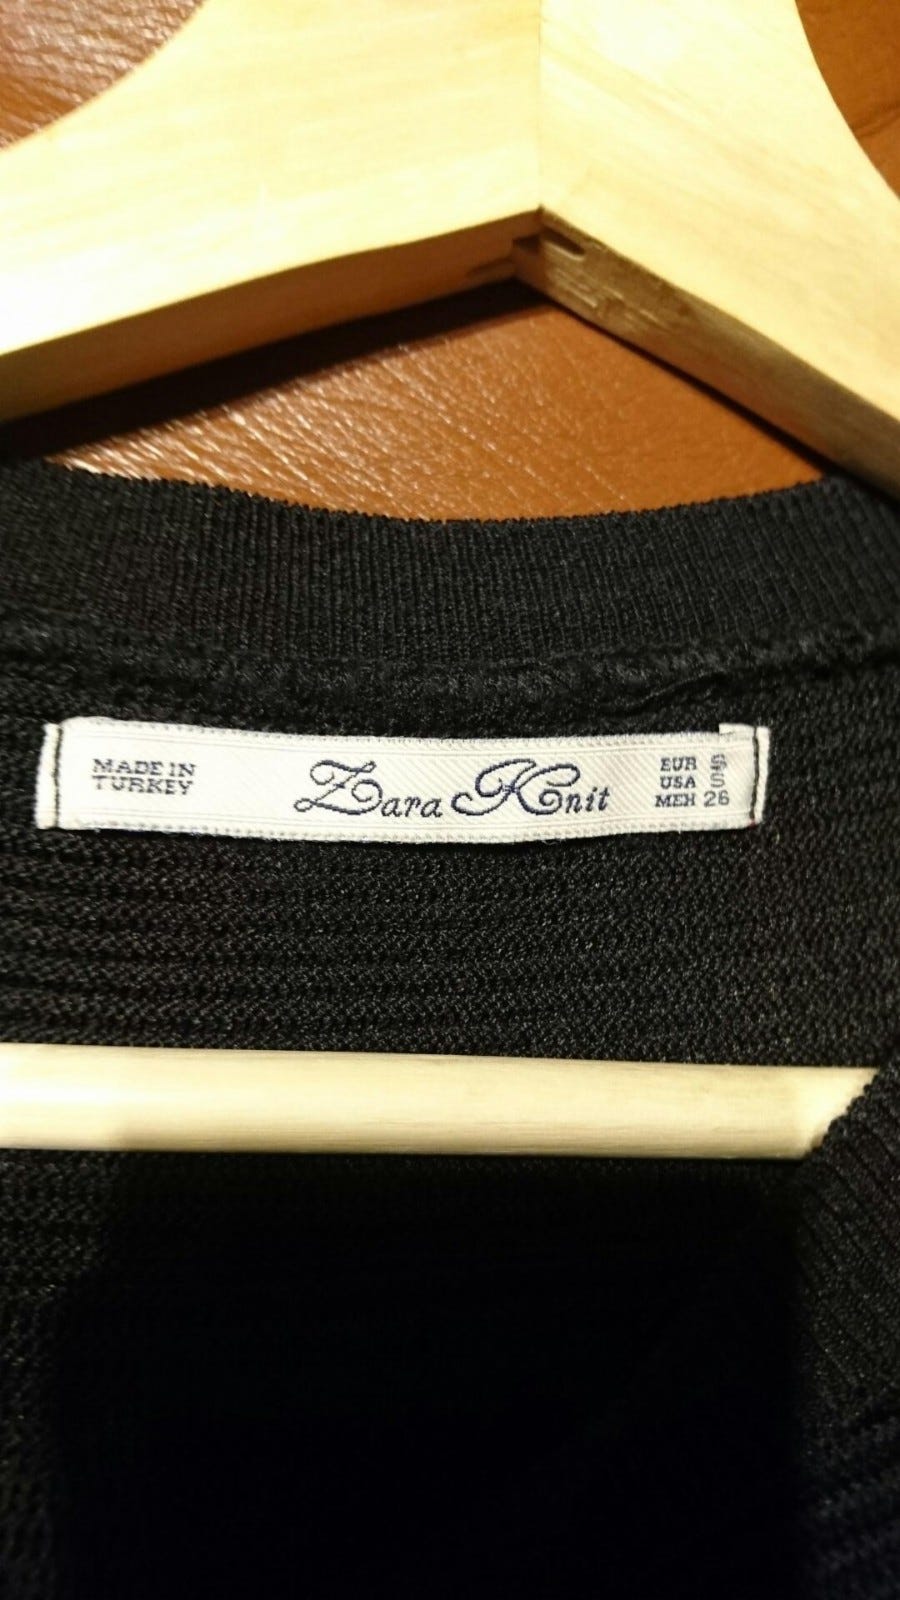 MADE IN
TURKEY
Zara Knit
EUR S
USA S
MEX 26